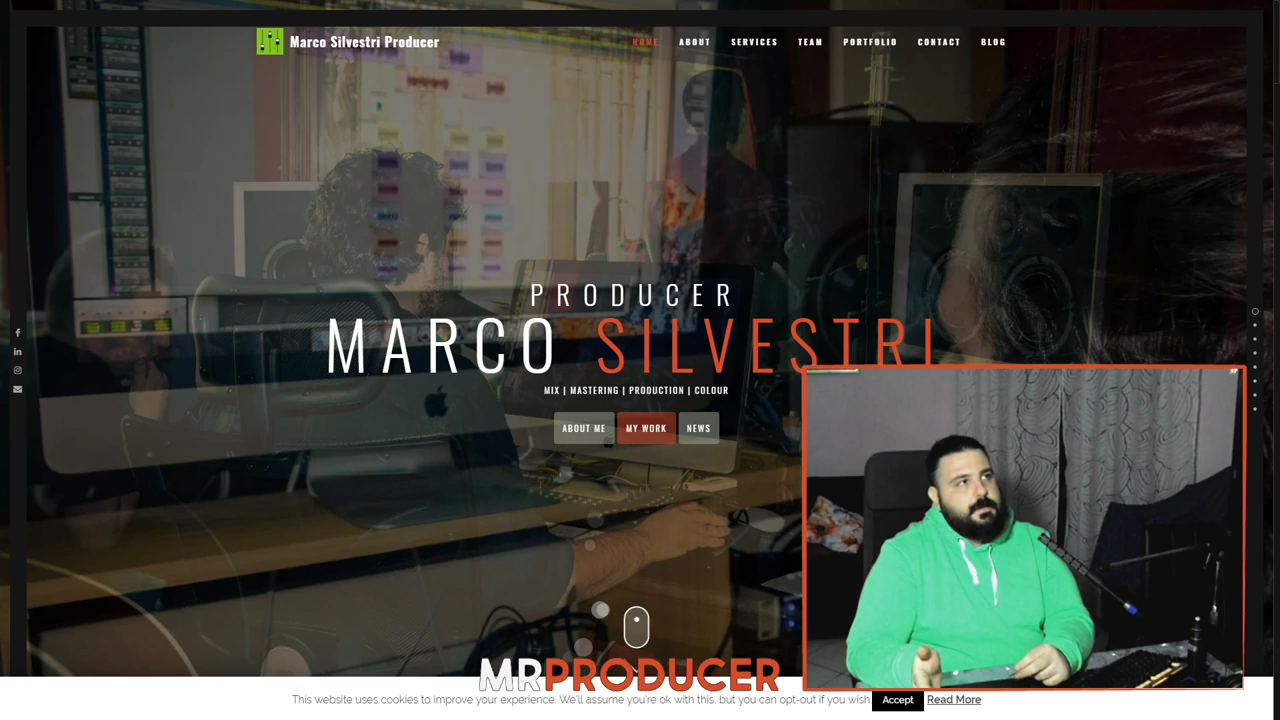 Marco Silvestri Producer
HOME ABOUT SERVICES TEAM PORTFOLIO CONTACT BLOG
PRODUCER
MARCO SILVESTRI
MIX | MASTERING | PRODUCTION | COLOUR
ABOUT ME MY WORK NEWS
MRPRODUCER
This website uses cookies to improve your experience. We'll assume you're ok with this, but you can opt-out if you wish. Accept Read More